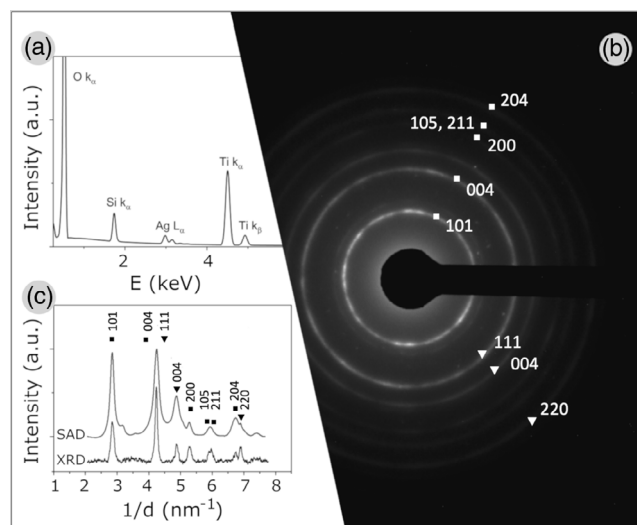 (a)
O kα
Si kα
Ag Lα
Ti kα
Ti kβ
Intensity (a.u.)
2
4
E (keV)
(b)
204
105, 211
200
004
101
111
004
220
(c)
Intensity (a.u.)
101
004
111
004
200
105
211
204
220
SAD
XRD
1 2 3 4 5 6 7 8
1/d (nm⁻¹)